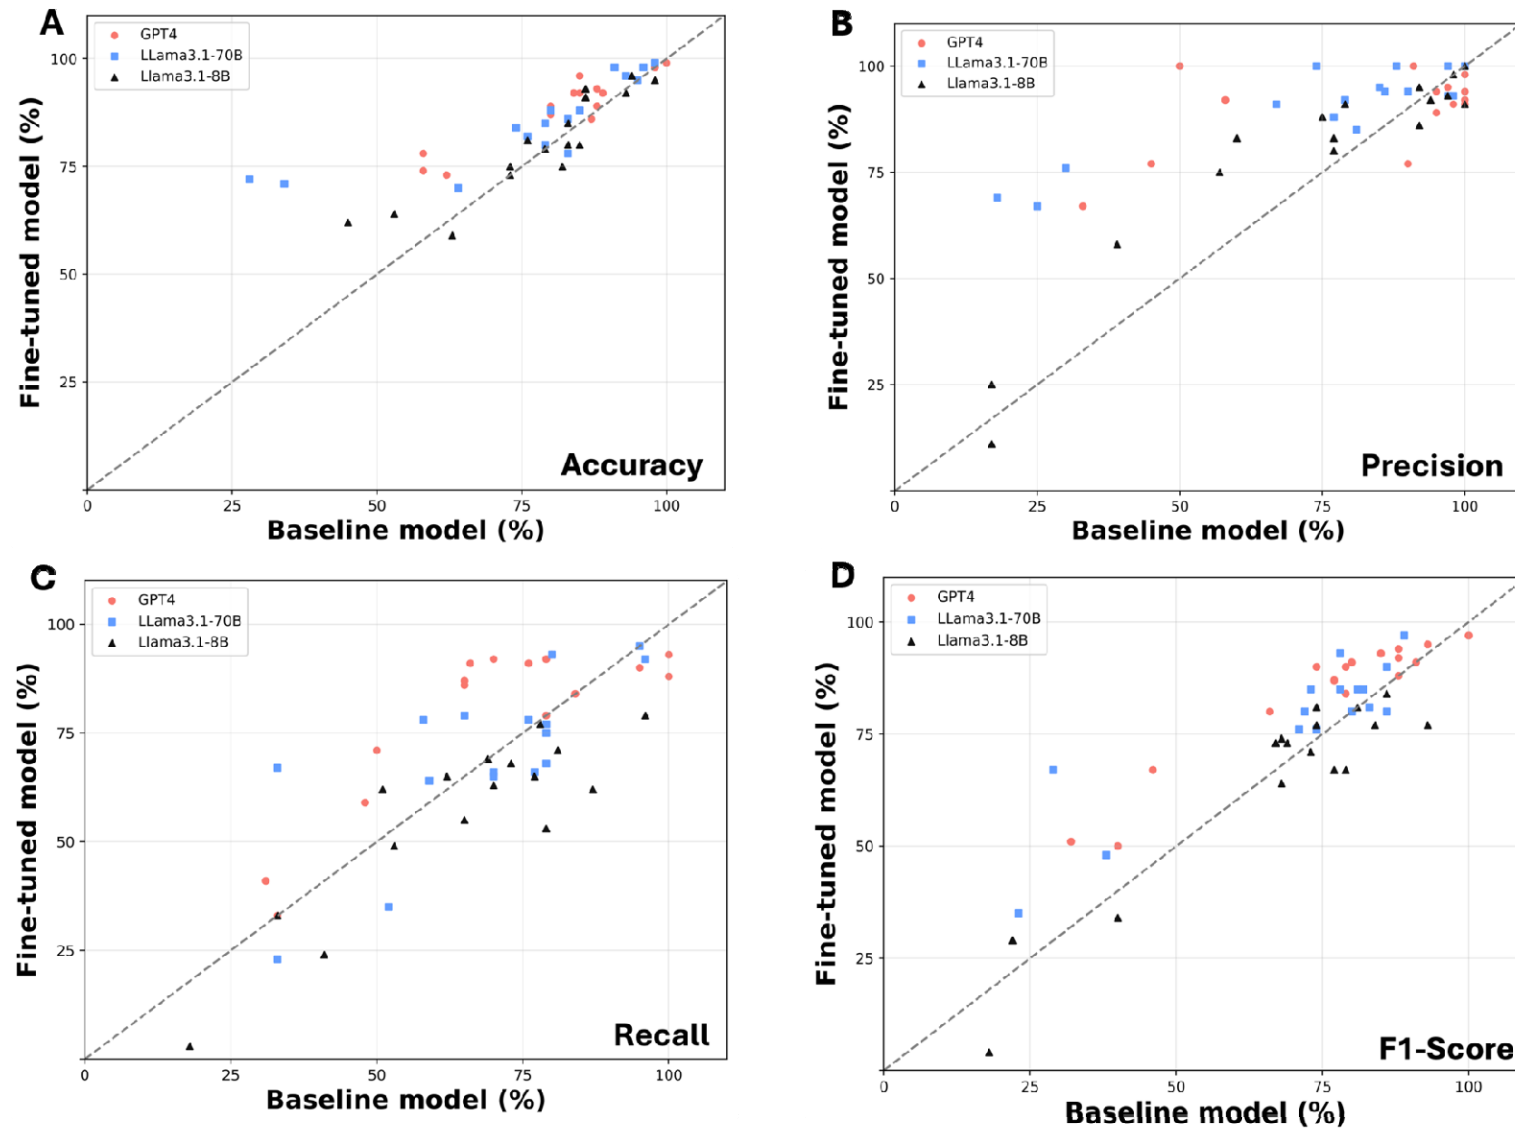 A
GPT4
LLama3.1-70B
Llama3.1-8B
100
75
50
25
0
25
50
75
100
Fine-tuned model (%)
Accuracy
Baseline model (%)
B
GPT4
LLama3.1-70B
Llama3.1-8B
100
75
50
25
0
25
50
75
100
Fine-tuned model (%)
Precision
Baseline model (%)
C
GPT4
LLama3.1-70B
Llama3.1-8B
100
75
50
25
0
25
50
75
100
Fine-tuned model (%)
Recall
Baseline model (%)
D
GPT4
LLama3.1-70B
Llama3.1-8B
100
75
50
25
0
25
50
75
100
Fine-tuned model (%)
F1-Score
Baseline model (%)